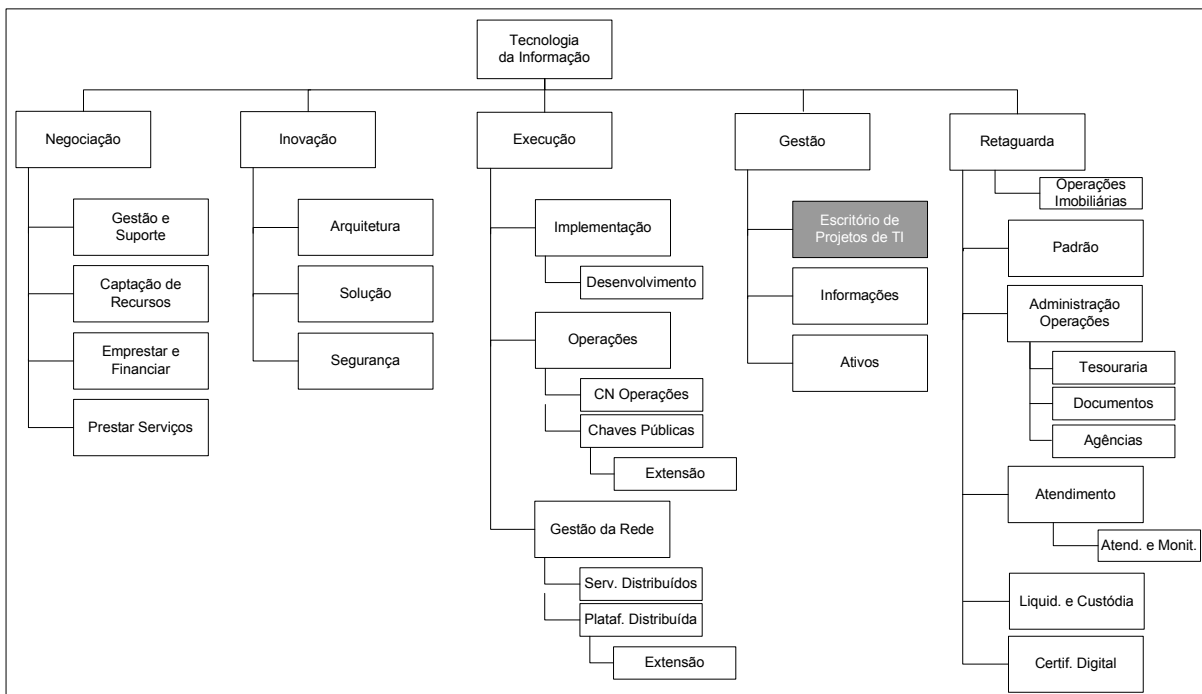 Tecnologia
da Informação
Negociação
Gestão e
Suporte
Captação de
Recursos
Emprestar e
Financiar
Prestar Serviços
Inovação
Arquitetura
Solução
Segurança
Execução
Implementação
Desenvolvimento
Operações
CN Operações
Chaves Públicas
Extensão
Gestão da Rede
Serv. Distribuídos
Plataf. Distribuída
Extensão
Gestão
Escritório de
Projetos de TI
Informações
Ativos
Retaguarda
Operações
Imobiliárias
Padrão
Administração
Operações
Tesouraria
Documentos
Agências
Atendimento
Atend. e Monit.
Liquid. e Custódia
Certif. Digital